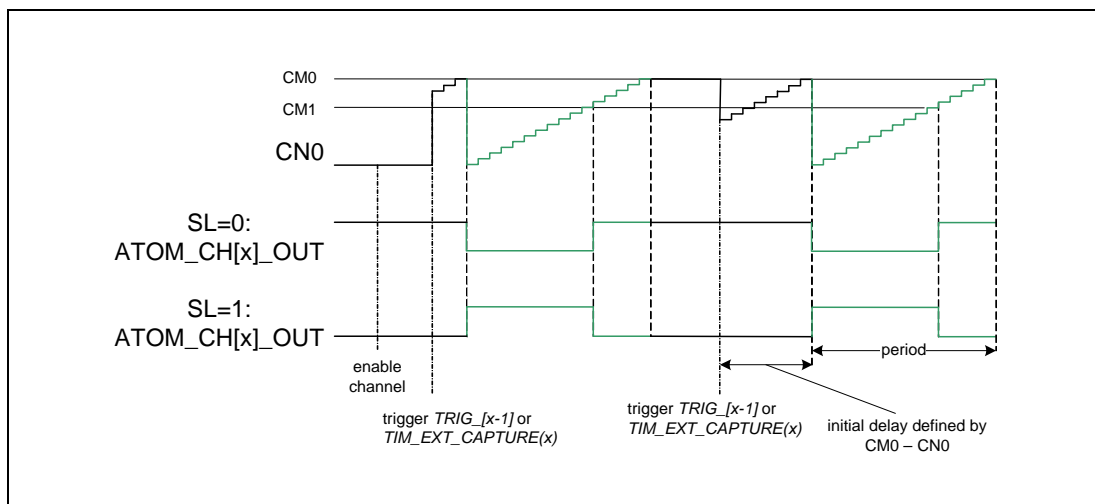 CM0
CM1
CN0
SL=0:
ATOM_CH[x]_OUT
SL=1:
ATOM_CH[x]_OUT
enable
channel
period
trigger TRIG_[x-1] or
TIM_EXT_CAPTURE(x)
trigger TRIG_[x-1] or
TIM_EXT_CAPTURE(x)
initial delay defined by
CM0 – CN0